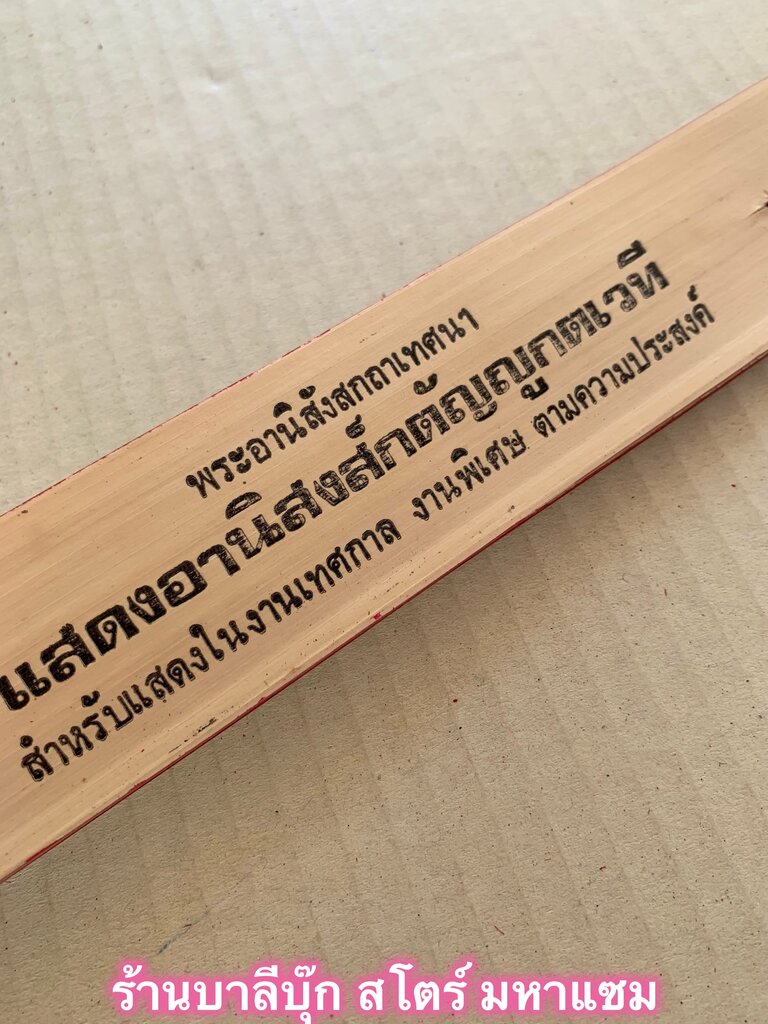 พระอานิสังสกถาเทศนา
แสดงอานิสงส์กตัญญูกตเวที
สำหรับแสดงในงานเทศกาล งานพิเศษ ตามความประสงค์
ร้านบาลีบุ๊ก สโตร์ มหาแซม